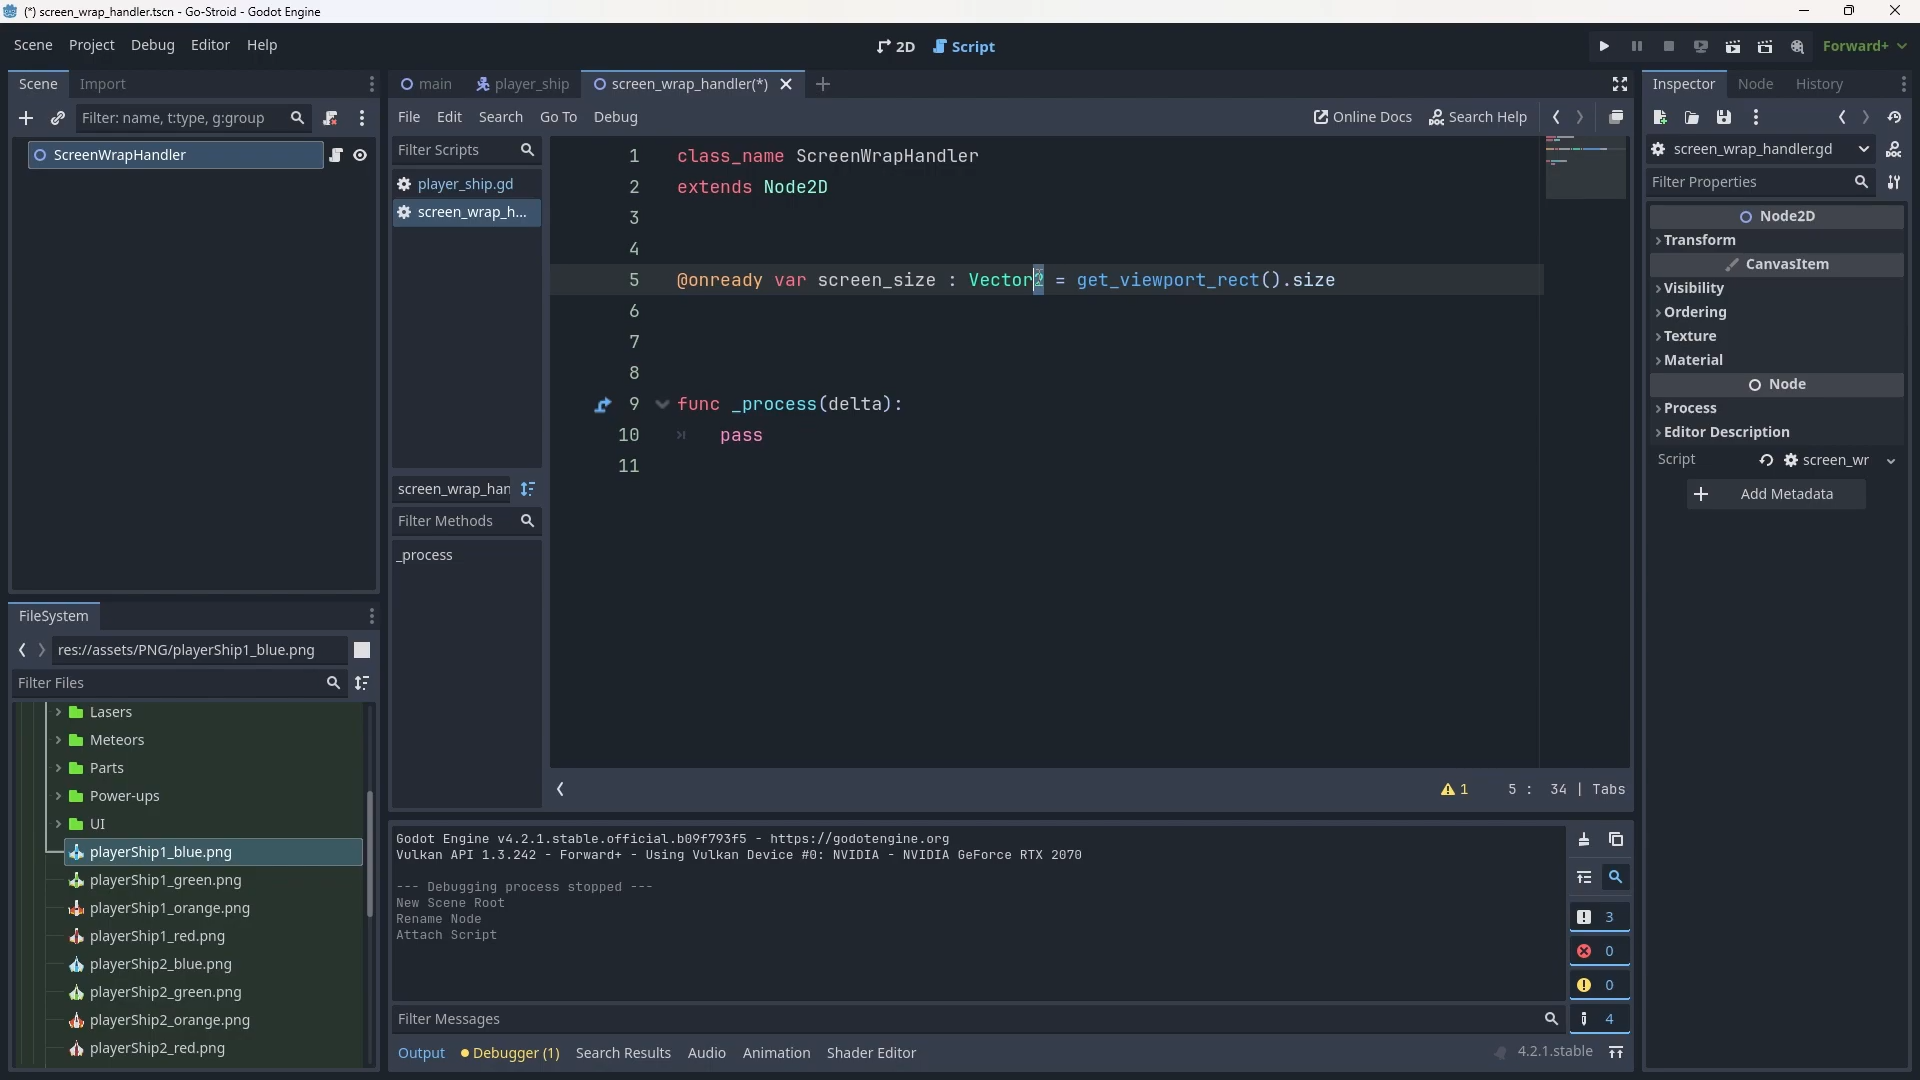 (*) screen_wrap_handler.tscn - Go-Stroid - Godot Engine
Scene Project Debug Editor Help
2D Script
Forward+
Scene Import
main player_ship screen_wrap_handler(*)
Inspector Node History
Filter: name, t:type, g:group
File Edit Search Go To Debug
Online Docs Search Help
ScreenWrapHandler
Filter Scripts
player_ship.gd
screen_wrap_h...
1 class_name ScreenWrapHandler
2 extends Node2D
3
4
5 @onready var screen_size : Vector2 = get_viewport_rect().size
6
7
8
9 func _process(delta):
10 pass
11
screen_wrap_han
Filter Methods
_process
1 5 : 34 | Tabs
screen_wrap_handler.gd
Filter Properties
Node2D
Transform
CanvasItem
Visibility
Ordering
Texture
Material
Node
Process
Editor Description
Script screen_wr
Add Metadata
FileSystem
res://assets/PNG/playerShip1_blue.png
Filter Files
Lasers
Meteors
Parts
Power-ups
UI
playerShip1_blue.png
playerShip1_green.png
playerShip1_orange.png
playerShip1_red.png
playerShip2_blue.png
playerShip2_green.png
playerShip2_orange.png
playerShip2_red.png
Godot Engine v4.2.1.stable.official.b09f793f5 - https://godotengine.org
Vulkan API 1.3.242 - Forward+ - Using Vulkan Device #0: NVIDIA - NVIDIA GeForce RTX 2070
--- Debugging process stopped ---
New Scene Root
Rename Node
Attach Script
3
0
0
4
Filter Messages
Output Debugger (1) Search Results Audio Animation Shader Editor
4.2.1.stable